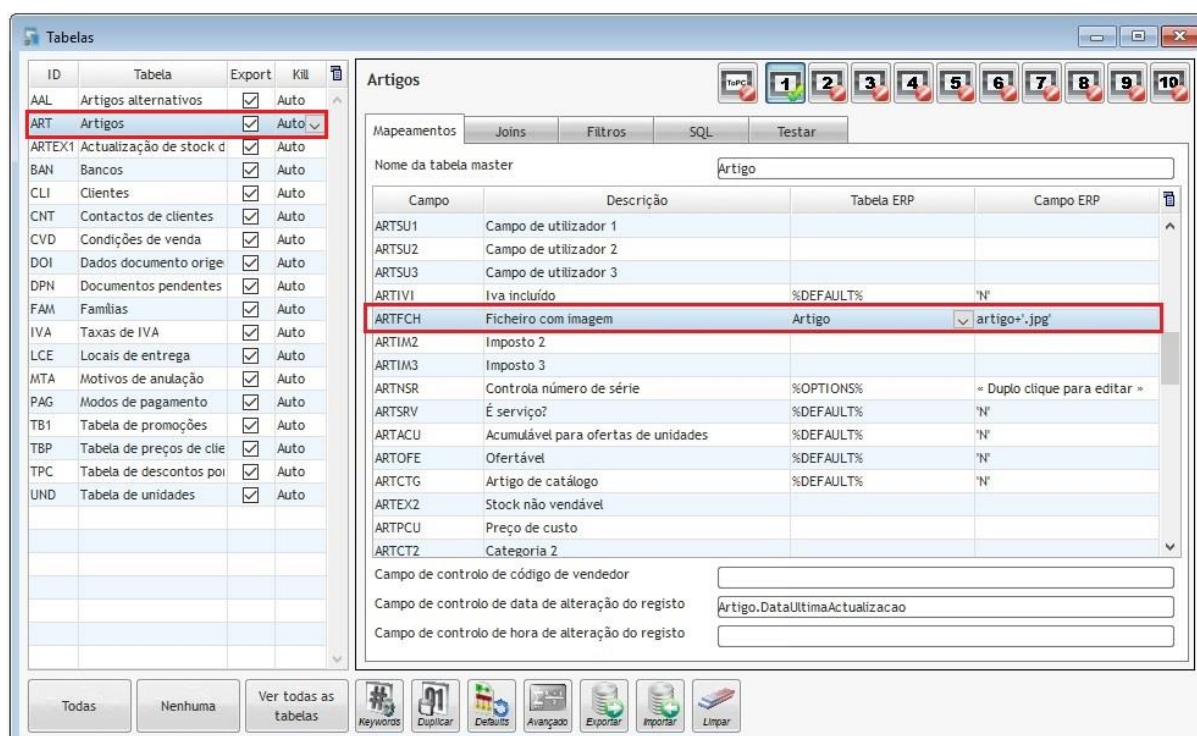 Tabelas
ID Tabela Export Kill
AAL Artigos alternativos Auto
ART Artigos Auto
ARTEX1 Actualização de stock d Auto
BAN Bancos Auto
CLI Clientes Auto
CNT Contactos de clientes Auto
CVD Condições de venda Auto
DOI Dados documento orige Auto
DPN Documentos pendentes Auto
FAM Famílias Auto
IVA Taxas de IVA Auto
LCE Locais de entrega Auto
MTA Motivos de anulação Auto
PAG Modos de pagamento Auto
TB1 Tabela de promoções Auto
TBP Tabela de preços de clie Auto
TPC Tabela de descontos por Auto
UND Tabela de unidades Auto
Artigos
ToPC 1 2 3 4 5 6 7 8 9 10
Mapeamentos Joins Filtros SQL Testar
Nome da tabela master Artigo
Campo Descrição Tabela ERP Campo ERP
ARTSU1 Campo de utilizador 1
ARTSU2 Campo de utilizador 2
ARTSU3 Campo de utilizador 3
ARTIVI Iva incluído %DEFAULT% 'N'
ARTFCH Ficheiro com imagem Artigo artigo+'.jpg'
ARTIM2 Imposto 2
ARTIM3 Imposto 3
ARTNSR Controla número de série %OPTIONS% « Duplo clique para editar »
ARTSRV É serviço? %DEFAULT% 'N'
ARTACU Acumulável para ofertas de unidades %DEFAULT% 'N'
ARTOFE Ofertável %DEFAULT% 'N'
ARTCTG Artigo de catálogo %DEFAULT% 'N'
ARTEX2 Stock não vendável
ARTPCU Preço de custo
ARTCT2 Categoria 2
Campo de controlo de código de vendedor
Campo de controlo de data de alteração do registo Artigo.DataUltimaActualizacao
Campo de controlo de hora de alteração do registo
Todas Nenhuma Ver todas as tabelas
Keywords Duplicar Defaults Avançado Exportar Importar Limpar